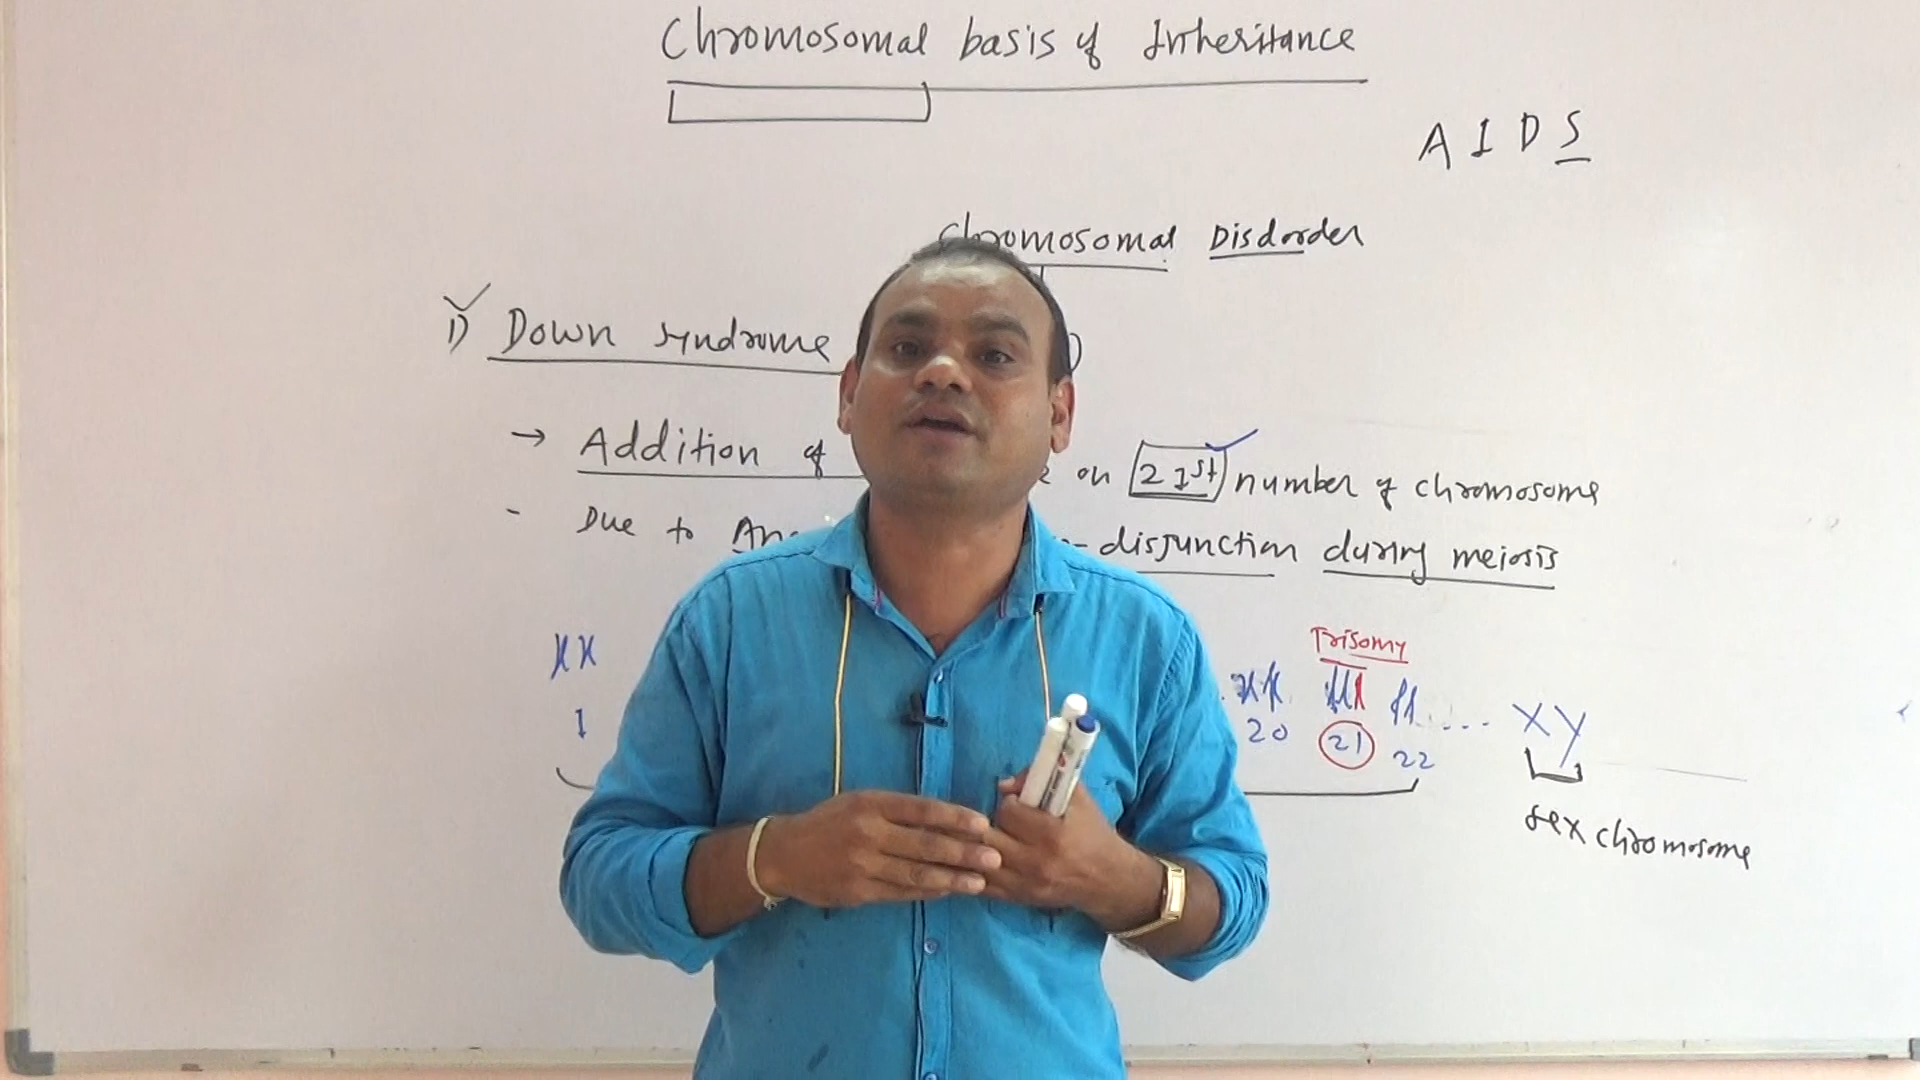 Chromosomal basis of Inheritance
AIDS
Chromosomal Disdorder
1) Down syndrome
→ Addition of on 21st number of chromosome
- Due to disjunction during meiosis
Trisomy
1 20 21 22 .... XY
sex chromosome